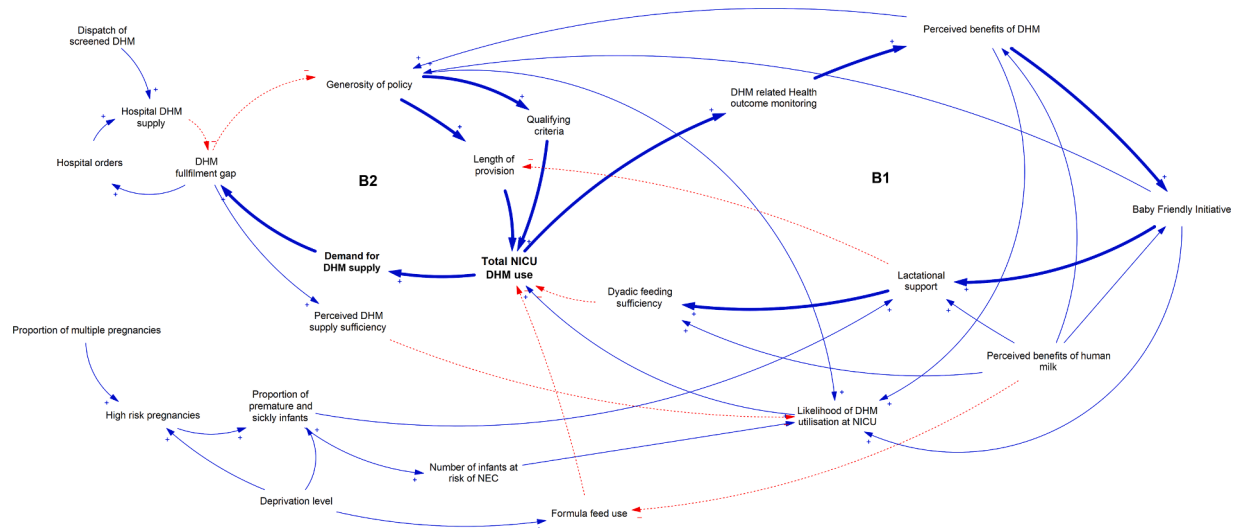 Dispatch of
screened DHM
Perceived benefits of DHM
Generosity of policy
DHM related Health
outcome monitoring
Hospital DHM
supply
Qualifying
criteria
Hospital orders
DHM
fullfilment gap
Length of
provision
B2
B1
Baby Friendly Initiative
Demand for
DHM supply
Total NICU
DHM use
Lactational
support
Dyadic feeding
sufficiency
Perceived DHM
supply sufficiency
Proportion of multiple pregnancies
Perceived benefits of human
milk
High risk pregnancies
Proportion of
premature and
sickly infants
Likelihood of DHM
utilisation at NICU
Number of infants at
risk of NEC
Deprivation level
Formula feed use